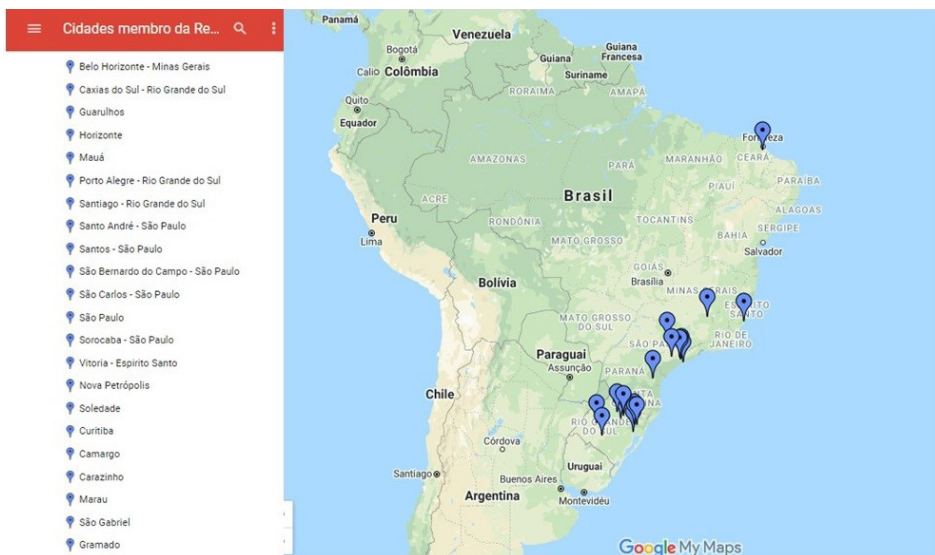 Cidades membro da Re...
Belo Horizonte - Minas Gerais
Caxias do Sul - Rio Grande do Sul
Guarulhos
Horizonte
Mauá
Porto Alegre - Rio Grande do Sul
Santiago - Rio Grande do Sul
Santo André - São Paulo
Santos - São Paulo
São Bernardo do Campo - São Paulo
São Carlos - São Paulo
São Paulo
Sorocaba - São Paulo
Vitoria - Espirito Santo
Nova Petrópolis
Soledade
Curitiba
Camargo
Carazinho
Marau
São Gabriel
Gramado
Panamá
Venezuela
Bogotá
Calio Colômbia
Guiana
Guiana
Francesa
Suriname
RORAIMA
AMAPÁ
Quito
Equador
AMAZONAS
PARÁ
MARANHÃO
CEARÁ
PARAÍBA
PIAUÍ
ALAGOAS
SERGIPE
ACRE
Brasil
RONDÔNIA
TOCANTINS
BAHIA
Salvador
Peru
Lima
MATO GROSSO
GOIÁS
Brasília
Bolívia
MINAS GERAIS
ESPÍRITO
SANTO
MATO GROSSO
DO SUL
RIO DE
JANEIRO
Paraguai
Assunção
PARANÁ
Chile
RIO GRANDE
DO SUL
Córdova
Uruguai
Santiago
Buenos Aires
Montevidéu
Argentina
Google My Maps